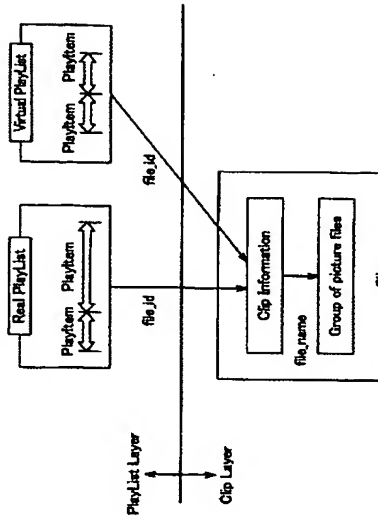 Real PlayList
PlayItem PlayItem
Virtual PlayList
PlayItem PlayItem
file_id
file_id
PlayList Layer
Clip Layer
Clip Information
file_name
Group of picture files